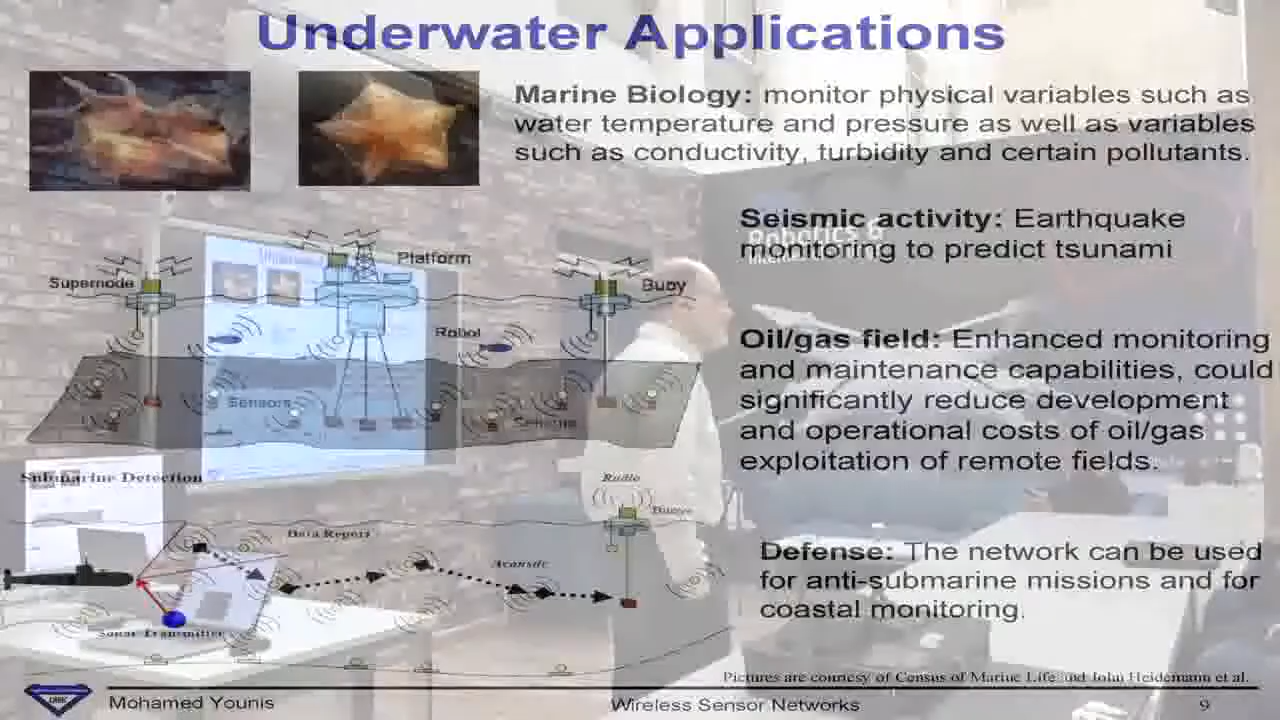 Underwater Applications
Marine Biology: monitor physical variables such as
water temperature and pressure as well as variables
such as conductivity, turbidity and certain pollutants.
Seismic activity: Earthquake
monitoring to predict tsunami
Robotics &
Platform
Supernode
Buoy
Robot
Sensors
Sensors
Oil/gas field: Enhanced monitoring
and maintenance capabilities, could
significantly reduce development
and operational costs of oil/gas
exploitation of remote fields.
Submarine Detection
Radio
Data Report
Acoustic
Sonar Transmitter
Defense: The network can be used
for anti-submarine missions and for
coastal monitoring.
Pictures are courtesy of Census of Marine Life and John Heidemann et al.
Mohamed Younis
Wireless Sensor Networks
9